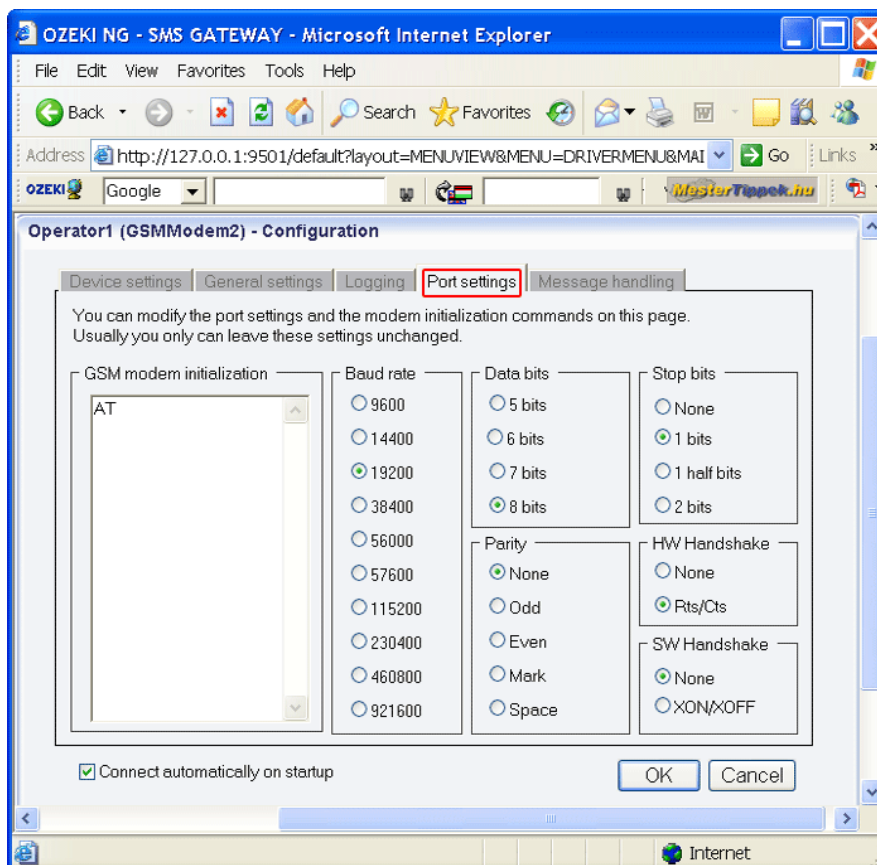 OZEKI NG - SMS GATEWAY - Microsoft Internet Explorer
File Edit View Favorites Tools Help
Back Search Favorites
Address http://127.0.0.1:9501/default?layout=MENUVIEW&MENU=DRIVERMENU&MAI Go Links »
OZEKI Google MesterTippek.hu
Operator1 (GSMModem2) - Configuration
Device settings General settings Logging Port settings Message handling
You can modify the port settings and the modem initialization commands on this page.
Usually you only can leave these settings unchanged.
GSM modem initialization
AT
Baud rate
9600
14400
19200
38400
56000
57600
115200
230400
460800
921600
Data bits
5 bits
6 bits
7 bits
8 bits
Parity
None
Odd
Even
Mark
Space
Stop bits
None
1 bits
1 half bits
2 bits
HW Handshake
None
Rts/Cts
SW Handshake
None
XON/XOFF
Connect automatically on startup
OK Cancel
Internet